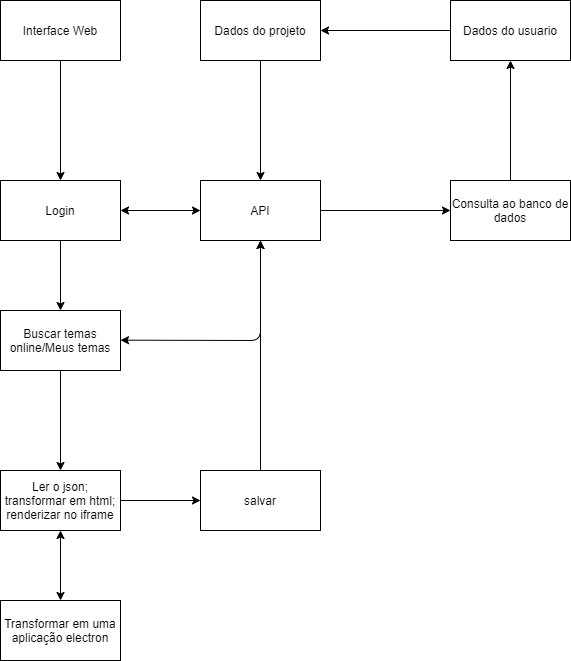 Interface Web
Dados do projeto
Dados do usuario
Login
API
Consulta ao banco de
dados
Buscar temas
online/Meus temas
Ler o json;
transformar em html;
renderizar no iframe
salvar
Transformar em uma
aplicação electron